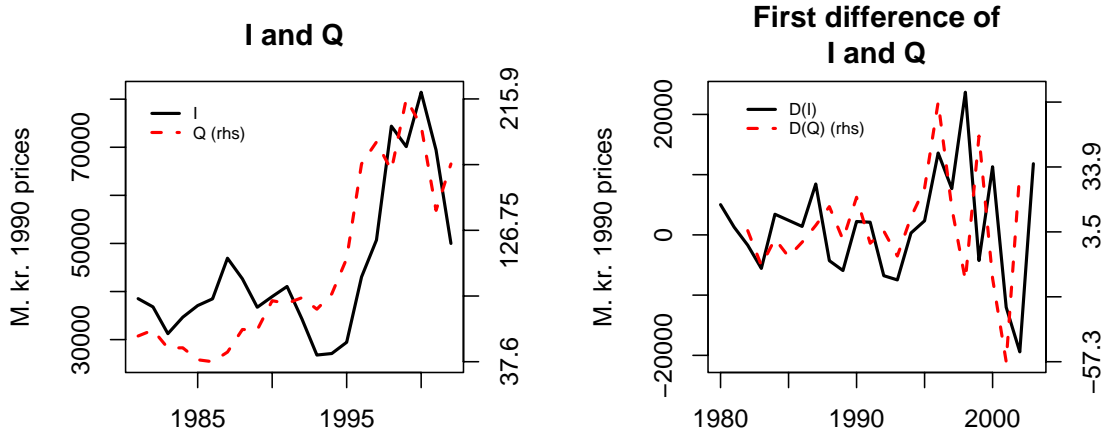 I and Q
M. kr. 1990 prices
30000
50000
70000
I
Q (rhs)
37.6
126.75
215.9
1985
1995
First difference of
I and Q
M. kr. 1990 prices
−20000
0
20000
D(I)
D(Q) (rhs)
−57.3
3.5
33.9
1980
1990
2000